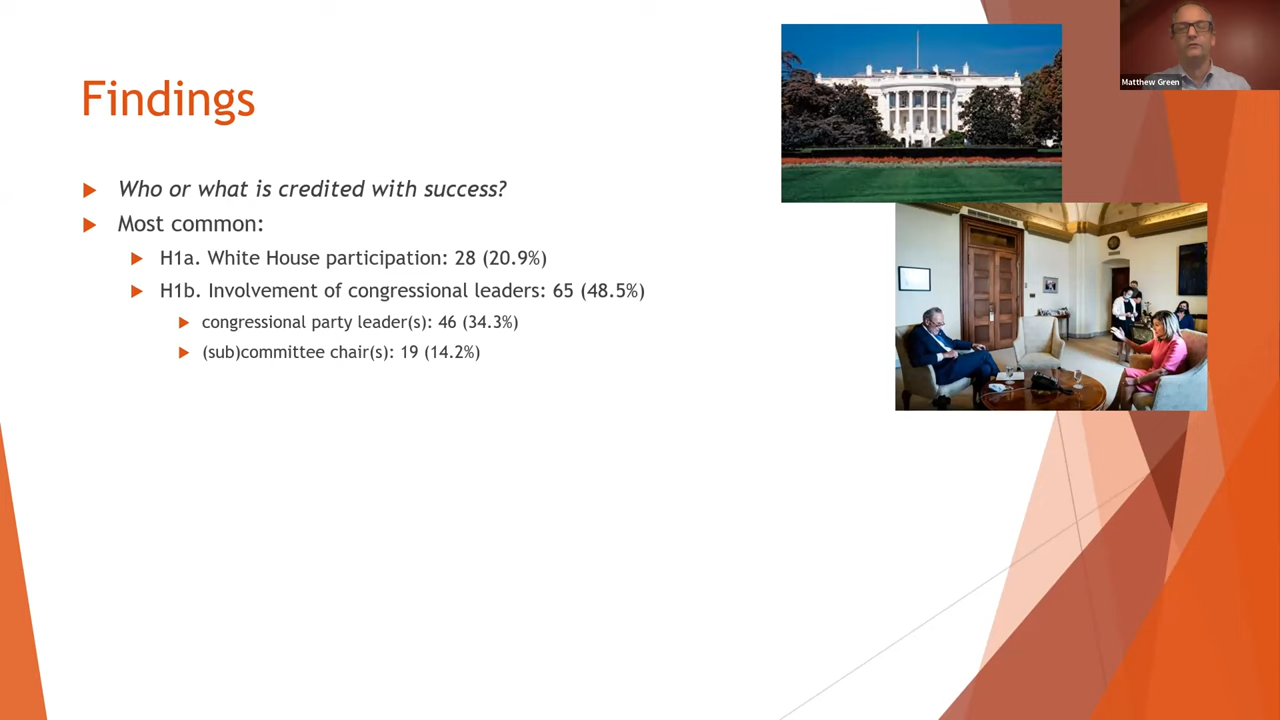 Findings
Who or what is credited with success?
Most common:
H1a. White House participation: 28 (20.9%)
H1b. Involvement of congressional leaders: 65 (48.5%)
congressional party leader(s): 46 (34.3%)
(sub)committee chair(s): 19 (14.2%)
Matthew Green